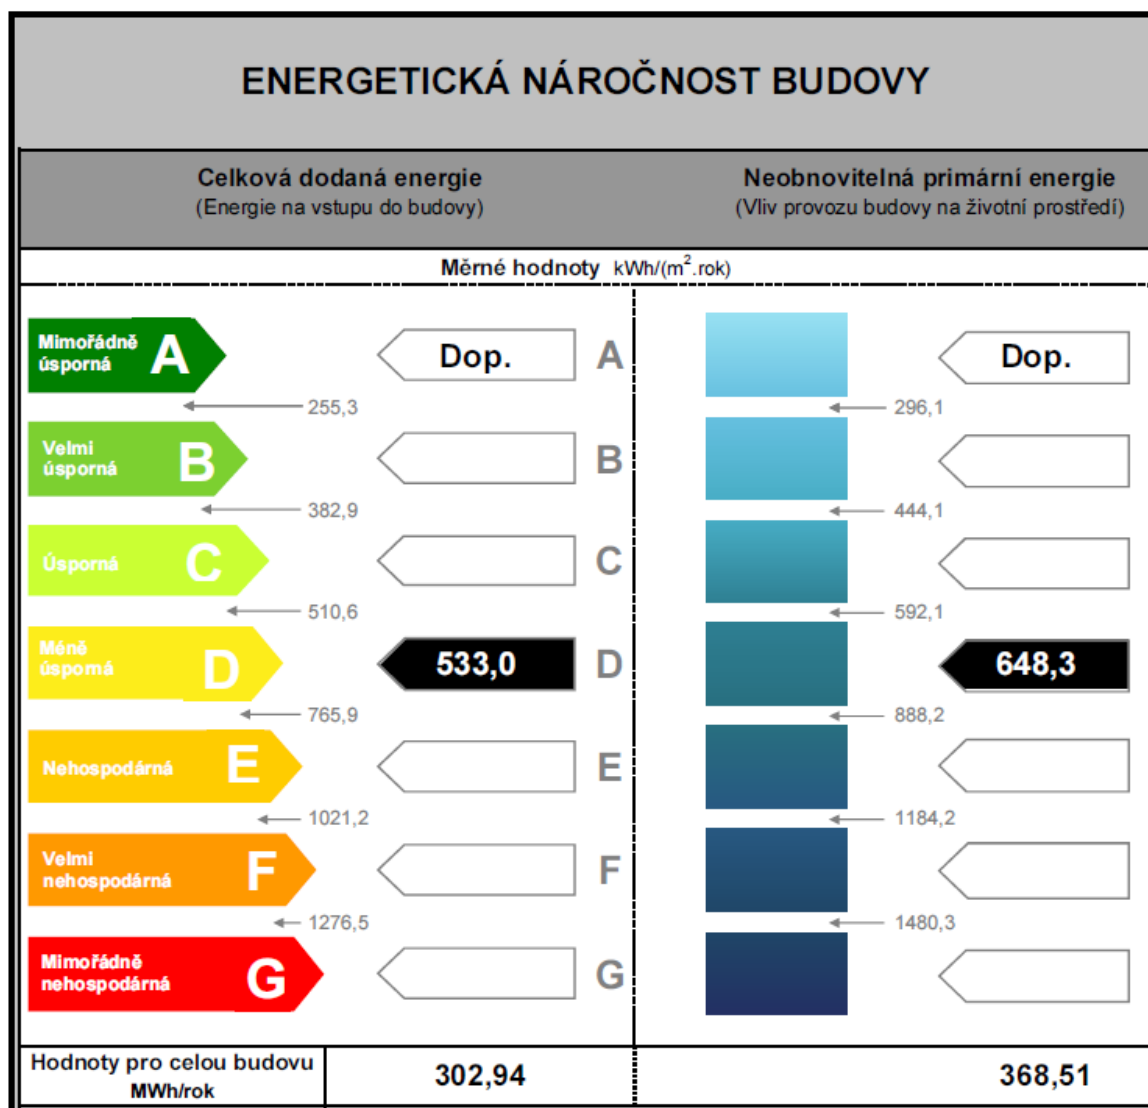 ENERGETICKÁ NÁROČNOST BUDOVY
Celková dodaná energie
(Energie na vstupu do budovy)
Neobnovitelná primární energie
(Vliv provozu budovy na životní prostředí)
Měrné hodnoty kWh/(m².rok)
Mimořádně
úsporná
A
Dop.
A
Dop.
255,3
296,1
Velmi
úsporná
B
B
382,9
444,1
Úsporná
C
C
510,6
592,1
Méně
úsporná
D
533,0
D
648,3
765,9
888,2
Nehospodárná
E
E
1021,2
1184,2
Velmi
nehospodárná
F
F
1276,5
1480,3
Mimořádně
nehospodárná
G
G
Hodnoty pro celou budovu
MWh/rok
302,94
368,51